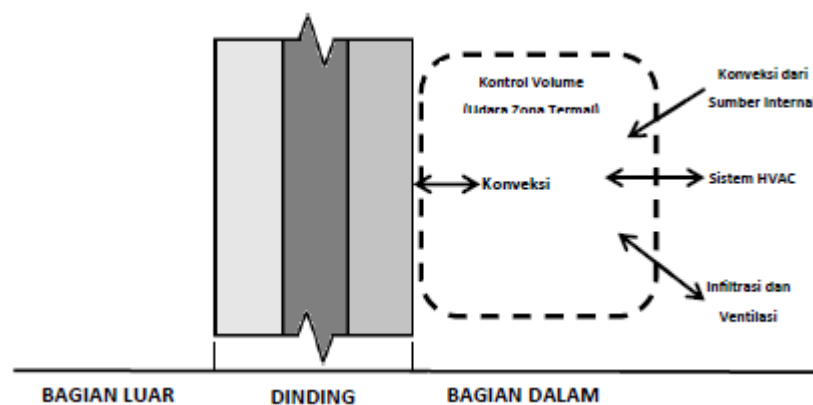 Kontrol Volume
(Udara Zona Termal)
Konveksi dari
Sumber Internal
Konveksi
Sistem HVAC
Infiltrasi dan
Ventilasi
BAGIAN LUAR
DINDING
BAGIAN DALAM